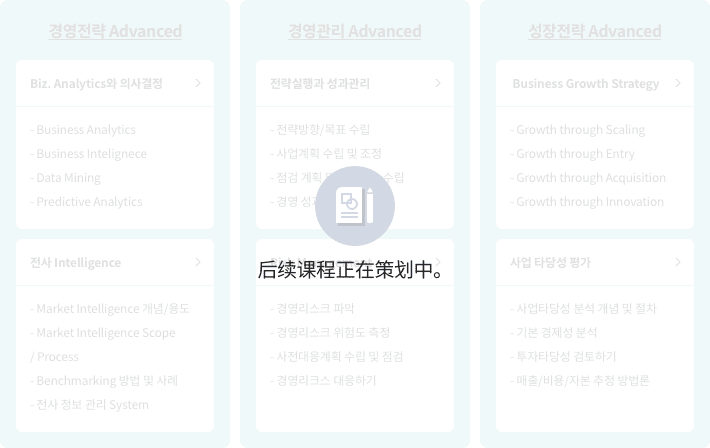 경영전략 Advanced
Biz. Analytics와 의사결정
- Business Analytics
- Business Intelignece
- Data Mining
- Predictive Analytics
전사 Intelligence
- Market Intelligence 개념/용도
- Market Intelligence Scope
/ Process
- Benchmarking 방법 및 사례
- 전사 정보 관리 System
경영관리 Advanced
전략실행과 성과관리
- 전략방향/목표 수립
- 사업계획 수립 및 조정
- 점검 계획 수립
- 경영
后续课程正在策划中。
- 경영리스크 파악
- 경영리스크 위험도 측정
- 사전대응계획 수립 및 점검
- 경영리크스 대응하기
성장전략 Advanced
Business Growth Strategy
- Growth through Scaling
- Growth through Entry
- Growth through Acquisition
- Growth through Innovation
사업 타당성 평가
- 사업타당성 분석 개념 및 절차
- 기본 경제성 분석
- 투자타당성 검토하기
- 매출/비용/자본 추정 방법론